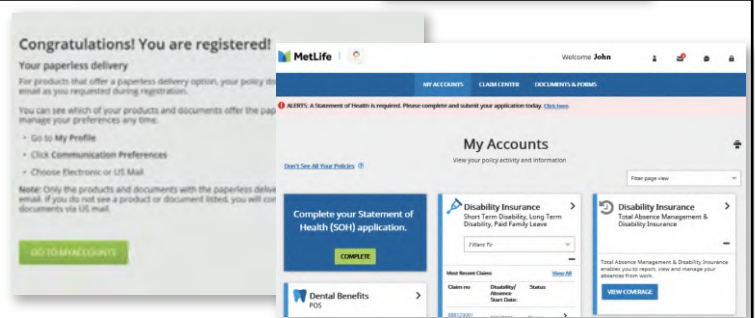 Congratulations! You are registered!
Your paperless delivery
For products that offer a paperless delivery option, your policy do
email as you requested during registration.
You can see which of your products and documents offer the pap
manage your preferences any time.
• Go to My Profile
• Click Communication Preferences
• Choose Electronic or US Mail
Note: Only the products and documents with the paperless delive
email. If you do not see a product or document listed, you will con
documents via US mail.
GO TO MYACCOUNTS
MetLife
Welcome John
MY ACCOUNTS CLAIM CENTER DOCUMENTS & FORMS
ALERTS: A Statement of Health is required. Please complete and submit your application today. Click here.
My Accounts
View your policy activity and information
Don't See All Your Policies
Filter page view
Complete your Statement of
Health (SOH) application.
COMPLETE
Dental Benefits
POS
Disability Insurance
Short Term Disability, Long Term
Disability, Paid Family Leave
I Want To
Most Recent Claims View All
Claim no Disability/ Absence Start Date: Status
Disability Insurance
Total Absence Management &
Disability Insurance
Total Absence Management & Disability Insurance
enables you to report, view and manage your
absences from work.
VIEW COVERAGE